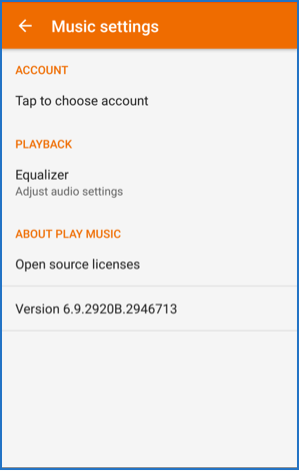 Music settings
ACCOUNT
Tap to choose account
PLAYBACK
Equalizer
Adjust audio settings
ABOUT PLAY MUSIC
Open source licenses
Version 6.9.2920B.2946713